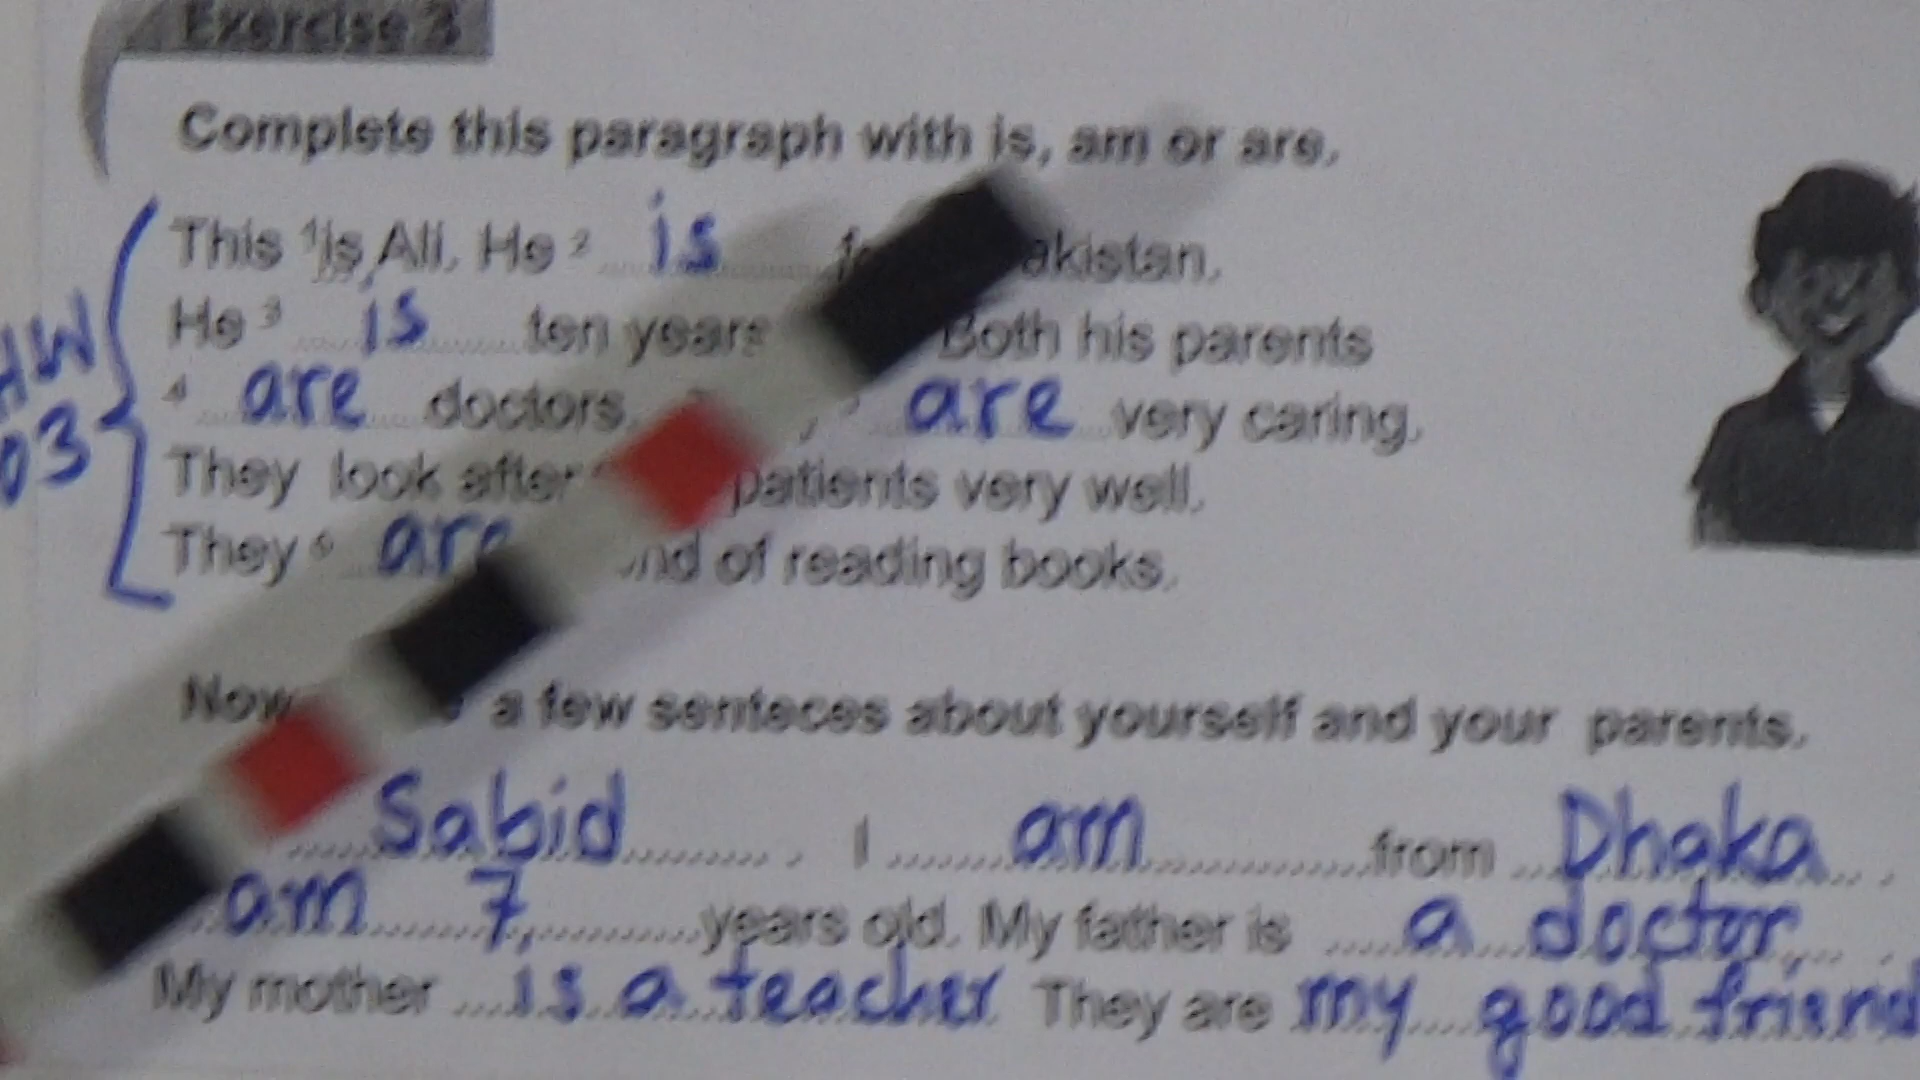 Exercise 3
Complete this paragraph with is, am or are.
This ¹is Ali. He ² is akistan.
He ³ is ten years Both his parents
⁴ are doctors. are very caring.
They look after patients very well.
They ⁶ are nd of reading books.
HW
03
Now a few senteces about yourself and your parents.
Sabid. I am from Dhaka.
am 7, years old. My father is a doctor.
My mother is a teacher They are my good friend